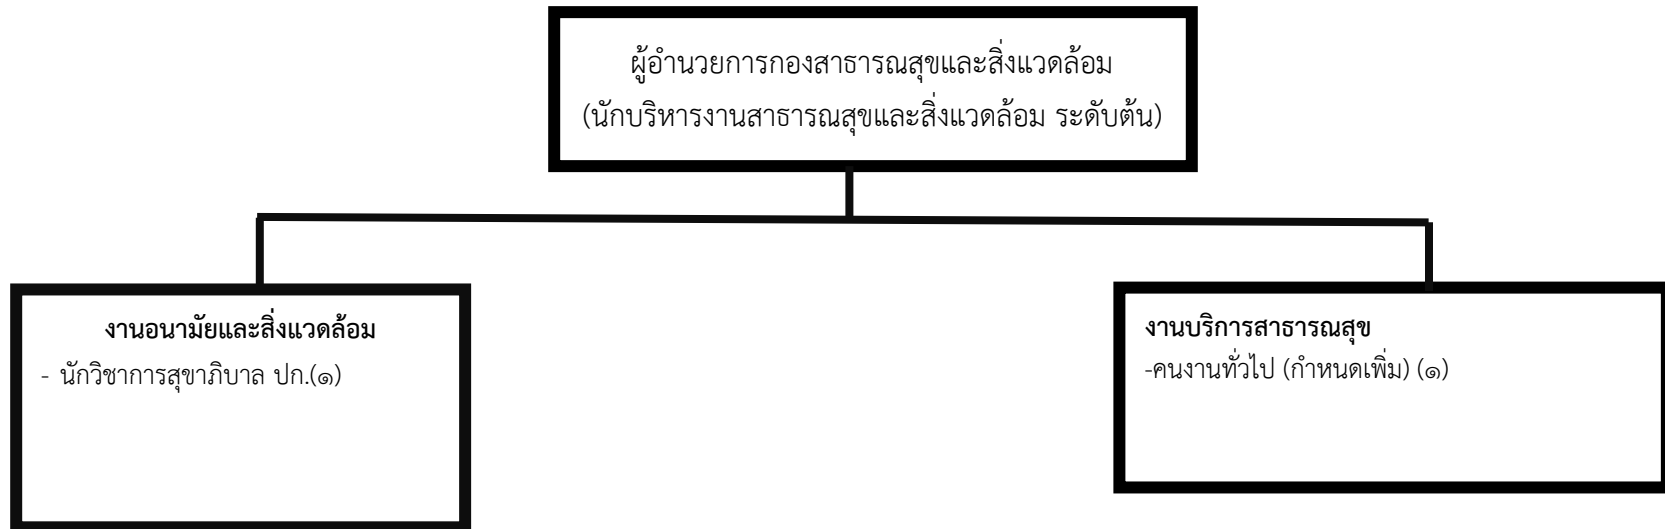 ผู้อำนวยการกองสาธารณสุขและสิ่งแวดล้อม
(นักบริหารงานสาธารณสุขและสิ่งแวดล้อม ระดับต้น)
งานอนามัยและสิ่งแวดล้อม
- นักวิชาการสุขาภิบาล ปก.(๑)
งานบริการสาธารณสุข
-คนงานทั่วไป (กำหนดเพิ่ม) (๑)